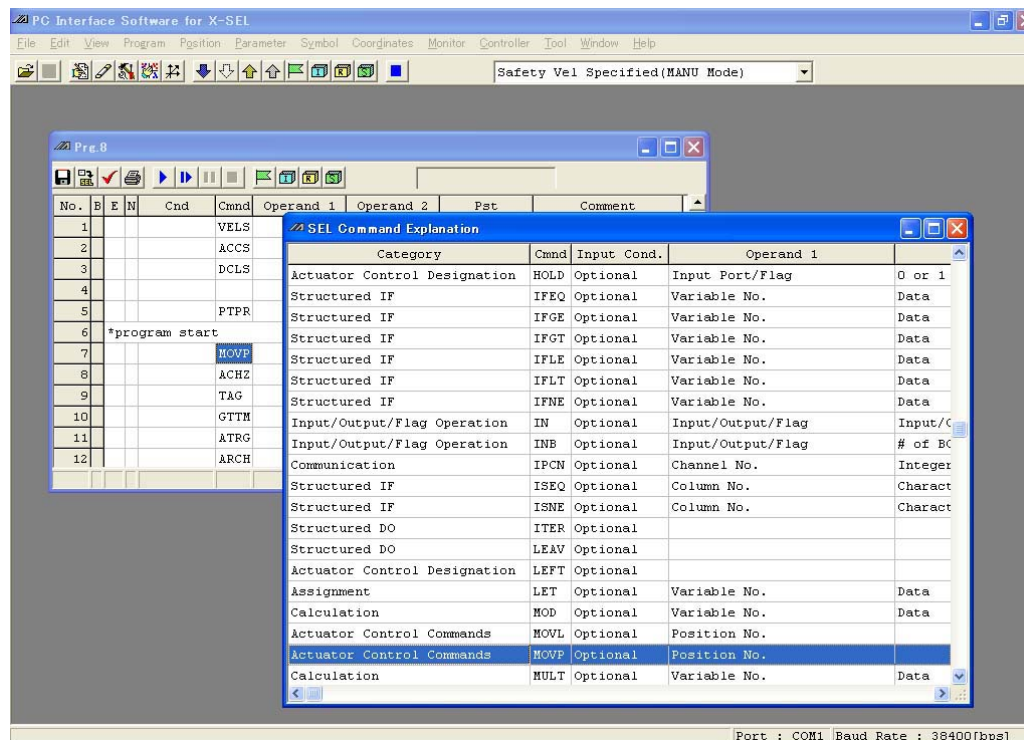 PC Interface Software for X-SEL
File Edit View Program Position Parameter Symbol Coordinates Monitor Controller Tool Window Help
Safety Vel Specified(MANU Mode)
Prg.8
No. B E N Cnd Cmnd Operand 1 Operand 2 Pst Comment
1 VELS
2 ACCS
3 DCLS
4
5 PTPR
6 *program start
7 MOVP
8 ACHZ
9 TAG
10 GTTM
11 ATRG
12 ARCH
SEL Command Explanation
Category Cmnd Input Cond. Operand 1
Actuator Control Designation HOLD Optional Input Port/Flag 0 or 1
Structured IF IFEQ Optional Variable No. Data
Structured IF IFGE Optional Variable No. Data
Structured IF IFGT Optional Variable No. Data
Structured IF IFLE Optional Variable No. Data
Structured IF IFLT Optional Variable No. Data
Structured IF IFNE Optional Variable No. Data
Input/Output/Flag Operation IN Optional Input/Output/Flag Input/
Input/Output/Flag Operation INB Optional Input/Output/Flag # of BC
Communication IPCN Optional Channel No. Integer
Structured IF ISEQ Optional Column No. Charact
Structured IF ISNE Optional Column No. Charact
Structured DO ITER Optional
Structured DO LEAV Optional
Actuator Control Designation LEFT Optional
Assignment LET Optional Variable No. Data
Calculation MOD Optional Variable No. Data
Actuator Control Commands MOVL Optional Position No.
Actuator Control Commands MOVP Optional Position No.
Calculation MULT Optional Variable No. Data
Port : COM1 Baud Rate : 38400[bps]